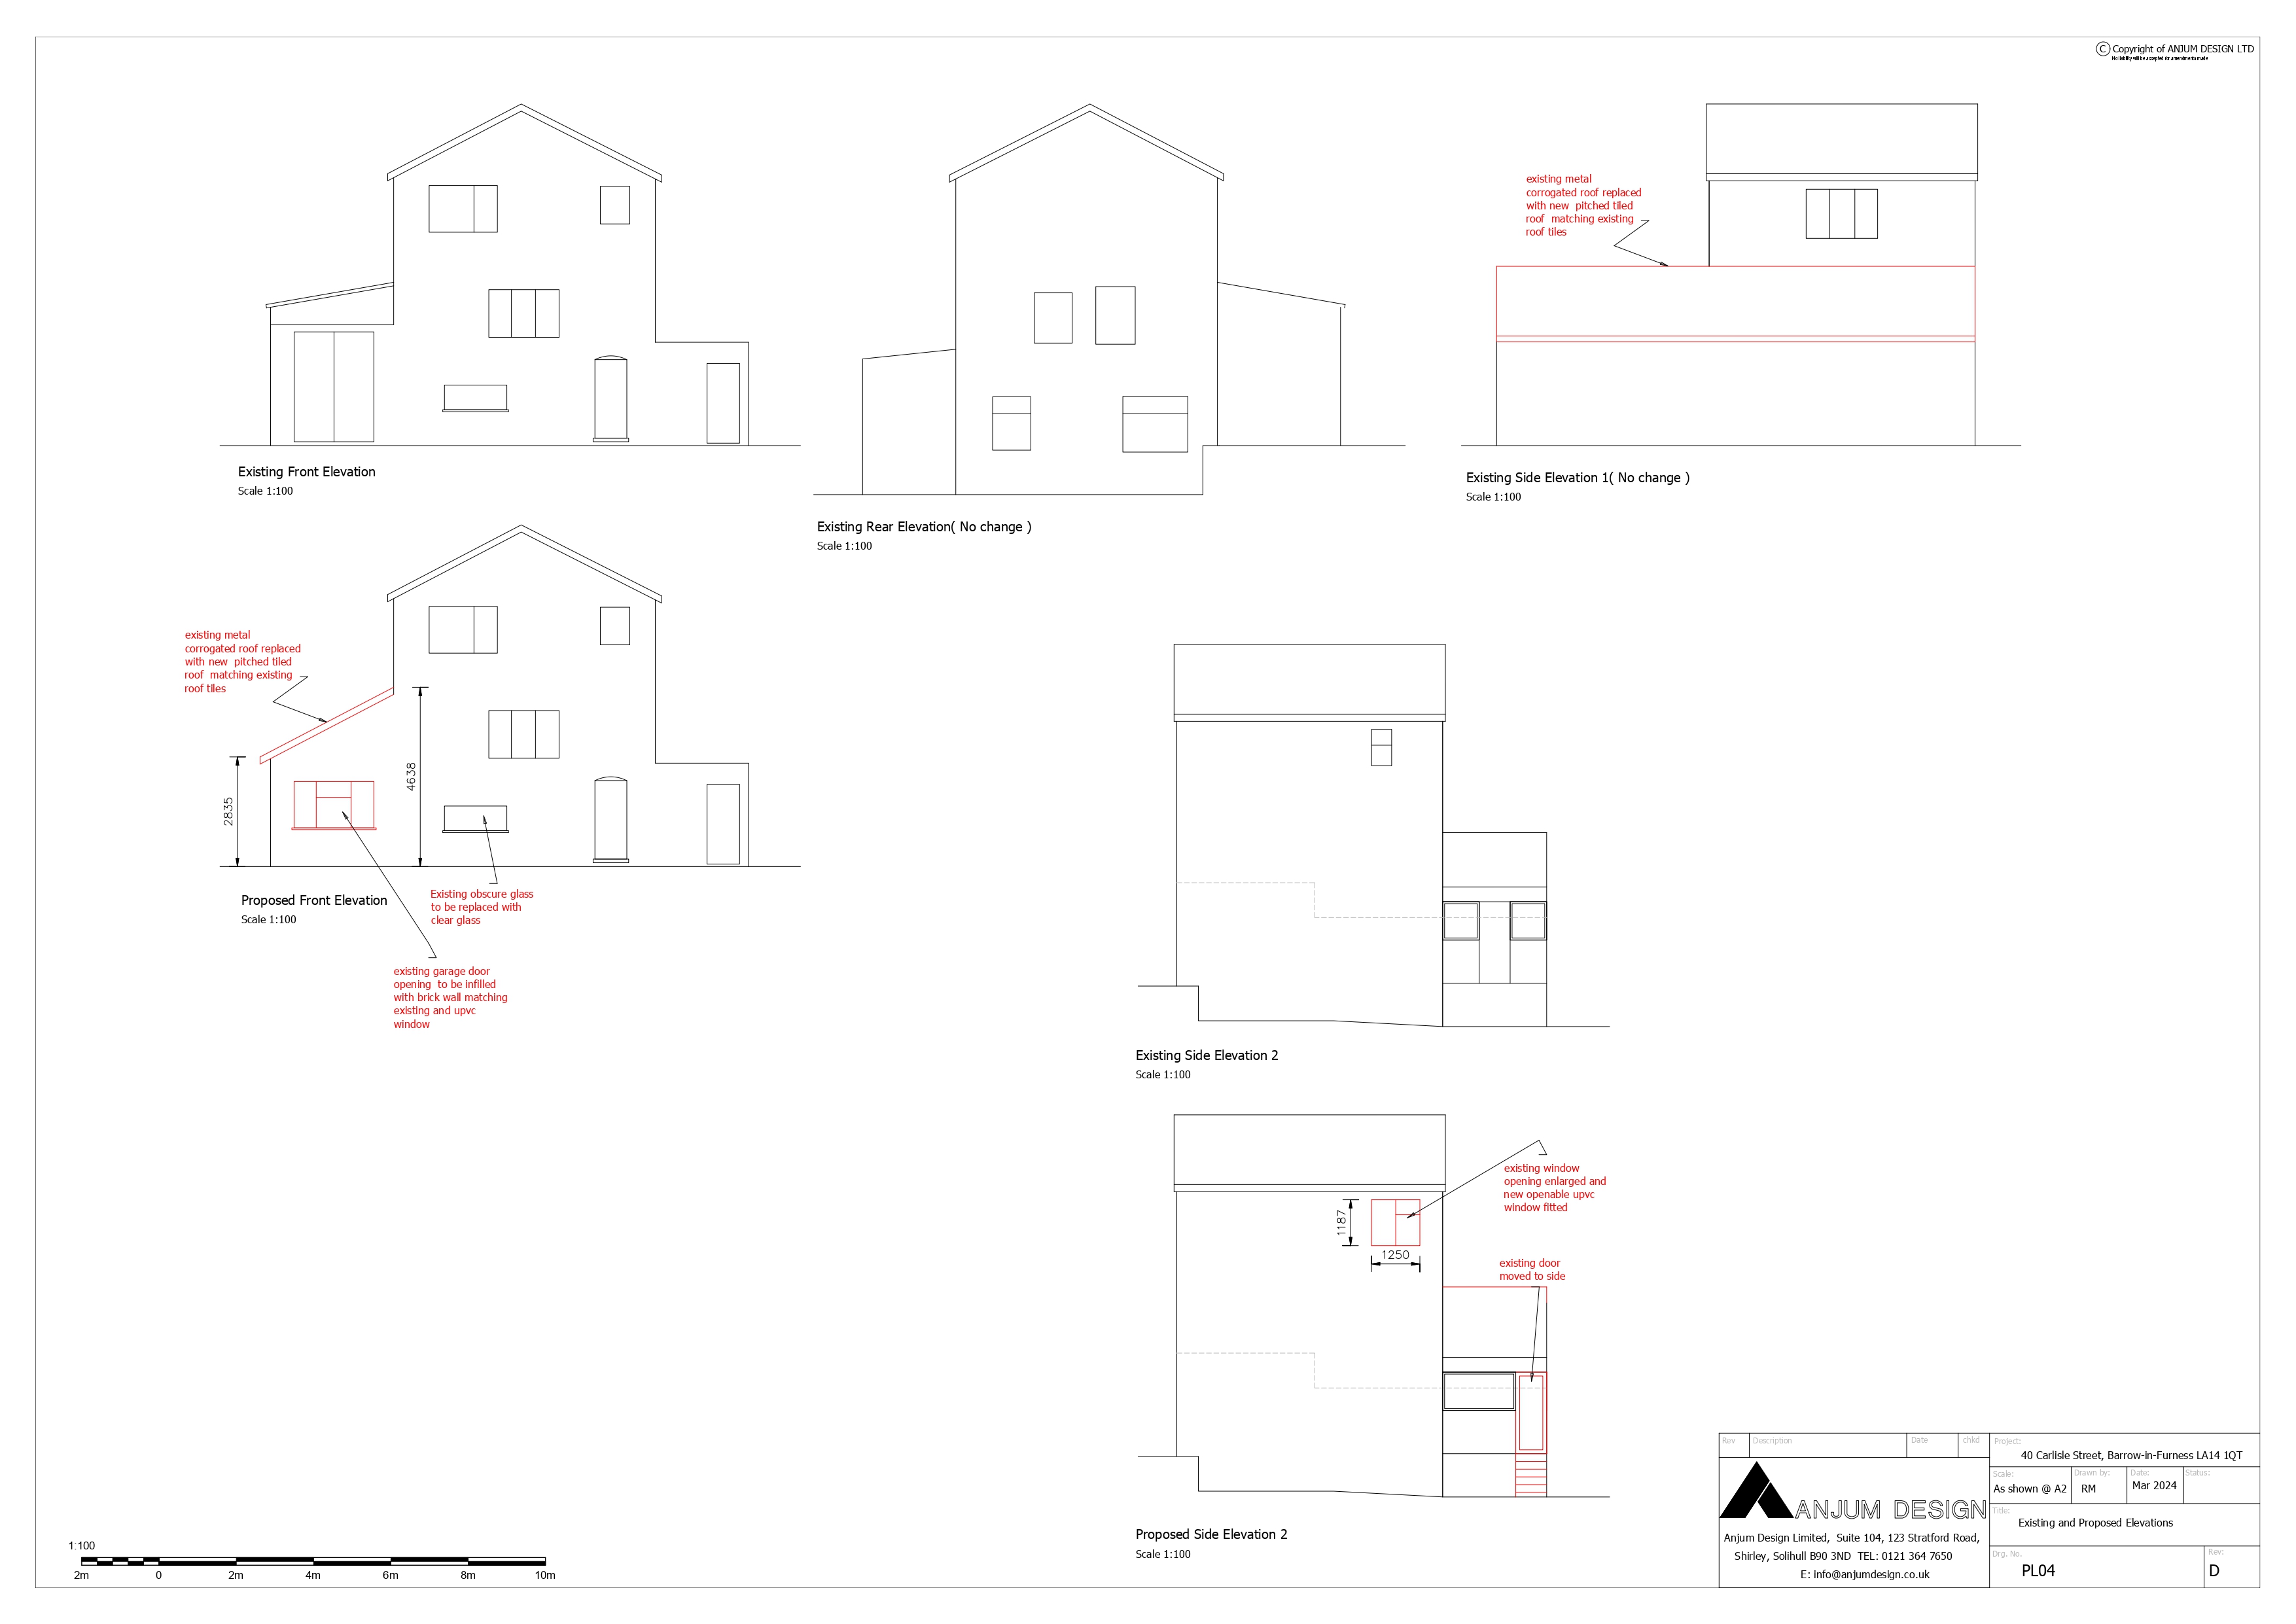 C Copyright of ANJUM DESIGN LTD
No liability will be accepted for amendments made
existing metal
corrogated roof replaced
with new pitched tiled
roof matching existing
roof tiles
Existing Front Elevation
Scale 1:100
Existing Rear Elevation( No change )
Scale 1:100
Existing Side Elevation 1( No change )
Scale 1:100
existing metal
corrogated roof replaced
with new pitched tiled
roof matching existing
roof tiles
2835
4638
Proposed Front Elevation
Scale 1:100
Existing obscure glass
to be replaced with
clear glass
existing garage door
opening to be infilled
with brick wall matching
existing and upvc
window
Existing Side Elevation 2
Scale 1:100
existing window
opening enlarged and
new openable upvc
window fitted
1187
1250
existing door
moved to side
Proposed Side Elevation 2
Scale 1:100
1:100
2m 0 2m 4m 6m 8m 10m
Rev Description Date chkd
ANJUM DESIGN
Anjum Design Limited, Suite 104, 123 Stratford Road,
Shirley, Solihull B90 3ND TEL: 0121 364 7650
E: info@anjumdesign.co.uk
Project:
40 Carlisle Street, Barrow-in-Furness LA14 1QT
Scale: Drawn by: Date: Status:
As shown @ A2 RM Mar 2024
Title:
Existing and Proposed Elevations
Drg. No. Rev:
PL04 D